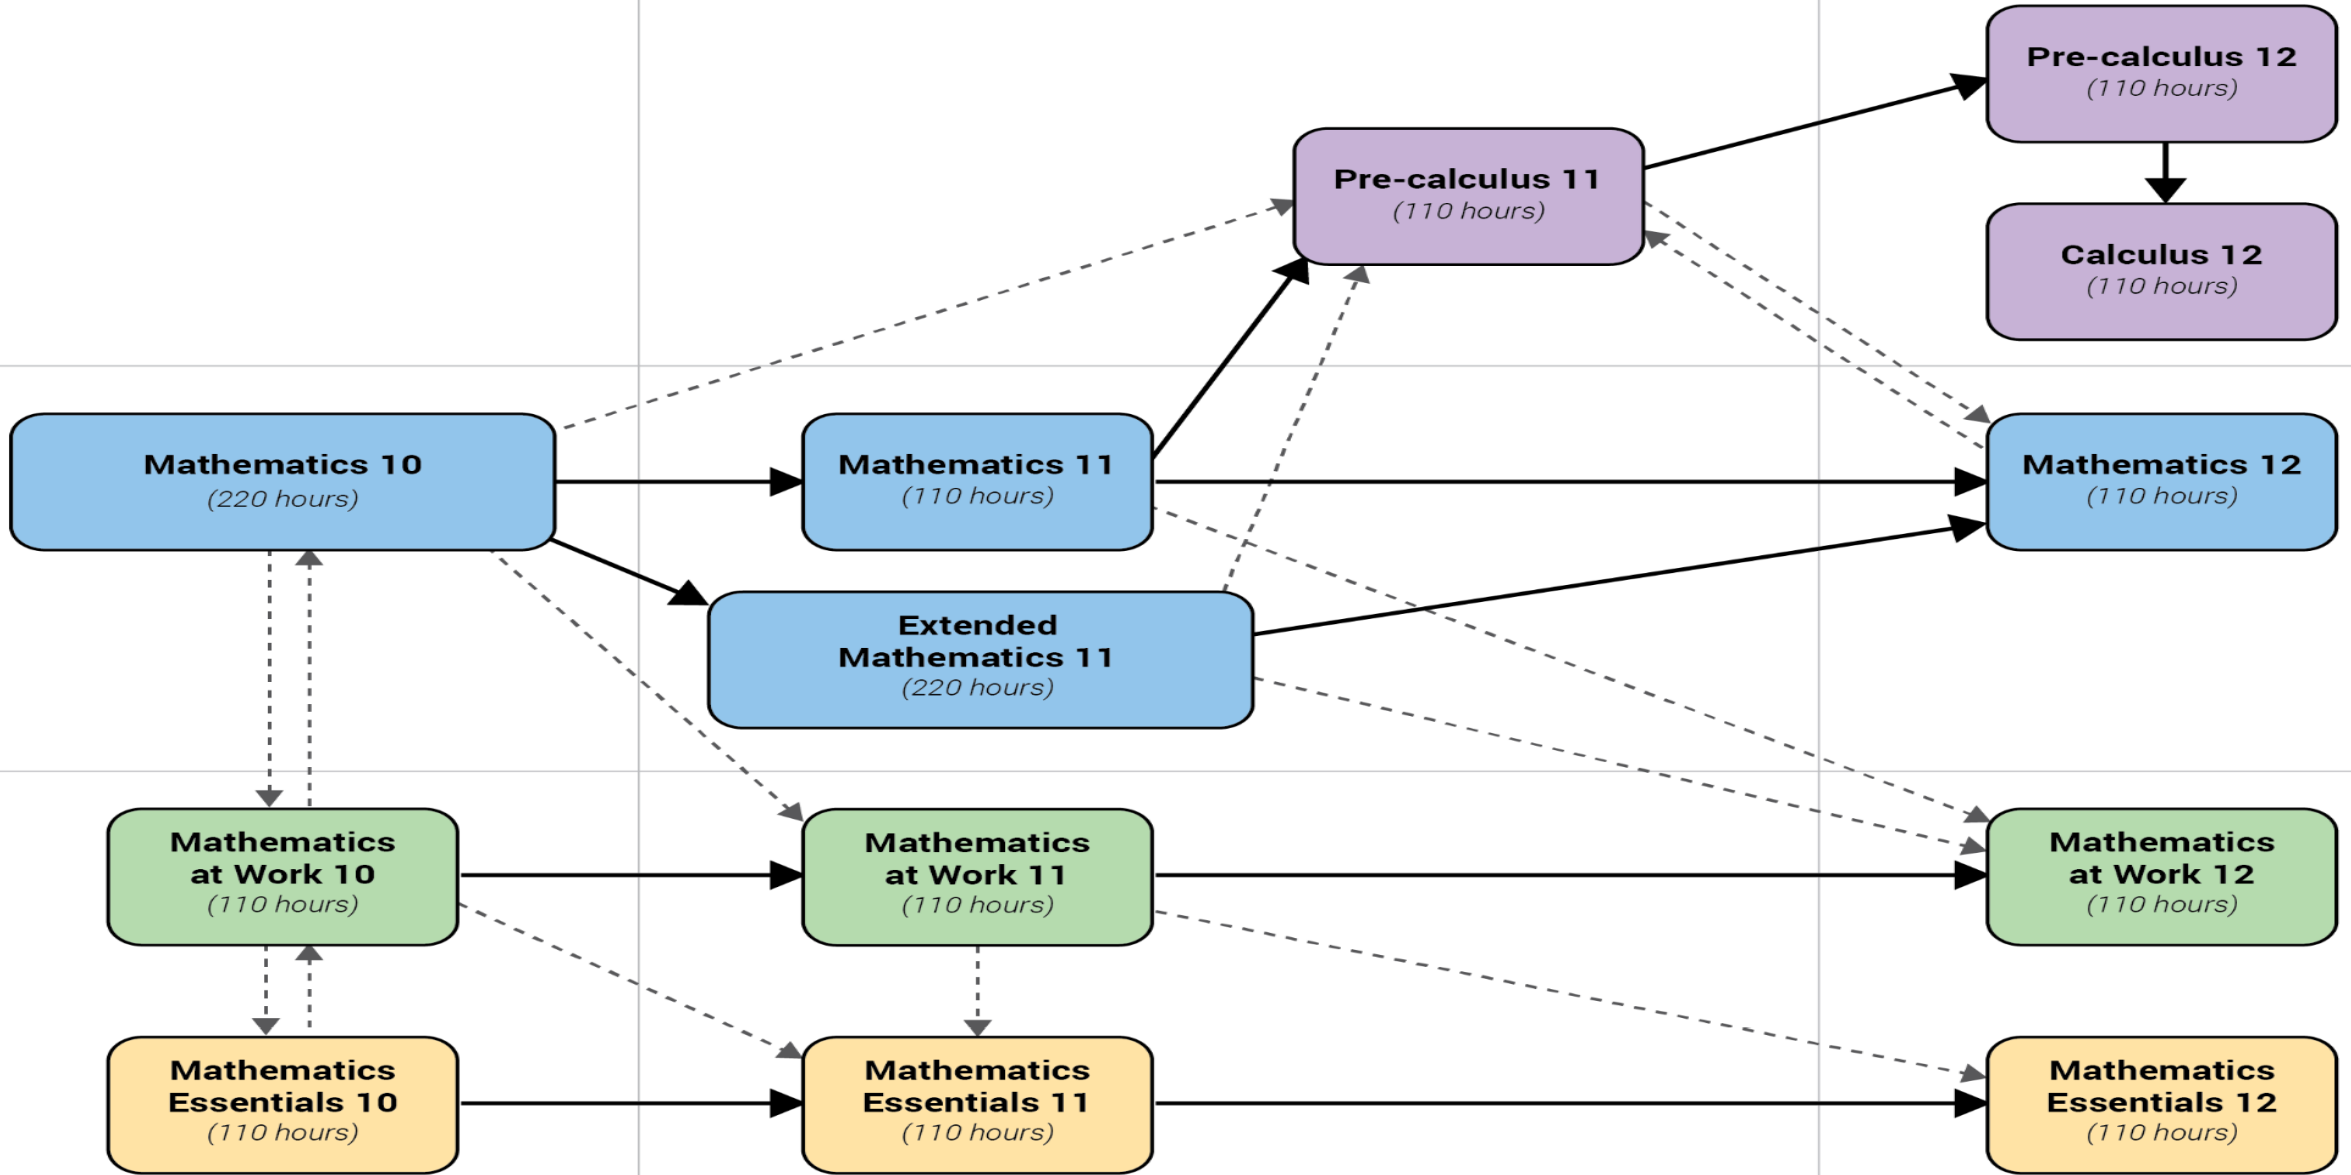 Pre-calculus 12
(110 hours)
Pre-calculus 11
(110 hours)
Calculus 12
(110 hours)
Mathematics 10
(220 hours)
Mathematics 11
(110 hours)
Mathematics 12
(110 hours)
Extended
Mathematics 11
(220 hours)
Mathematics
at Work 10
(110 hours)
Mathematics
at Work 11
(110 hours)
Mathematics
at Work 12
(110 hours)
Mathematics
Essentials 10
(110 hours)
Mathematics
Essentials 11
(110 hours)
Mathematics
Essentials 12
(110 hours)